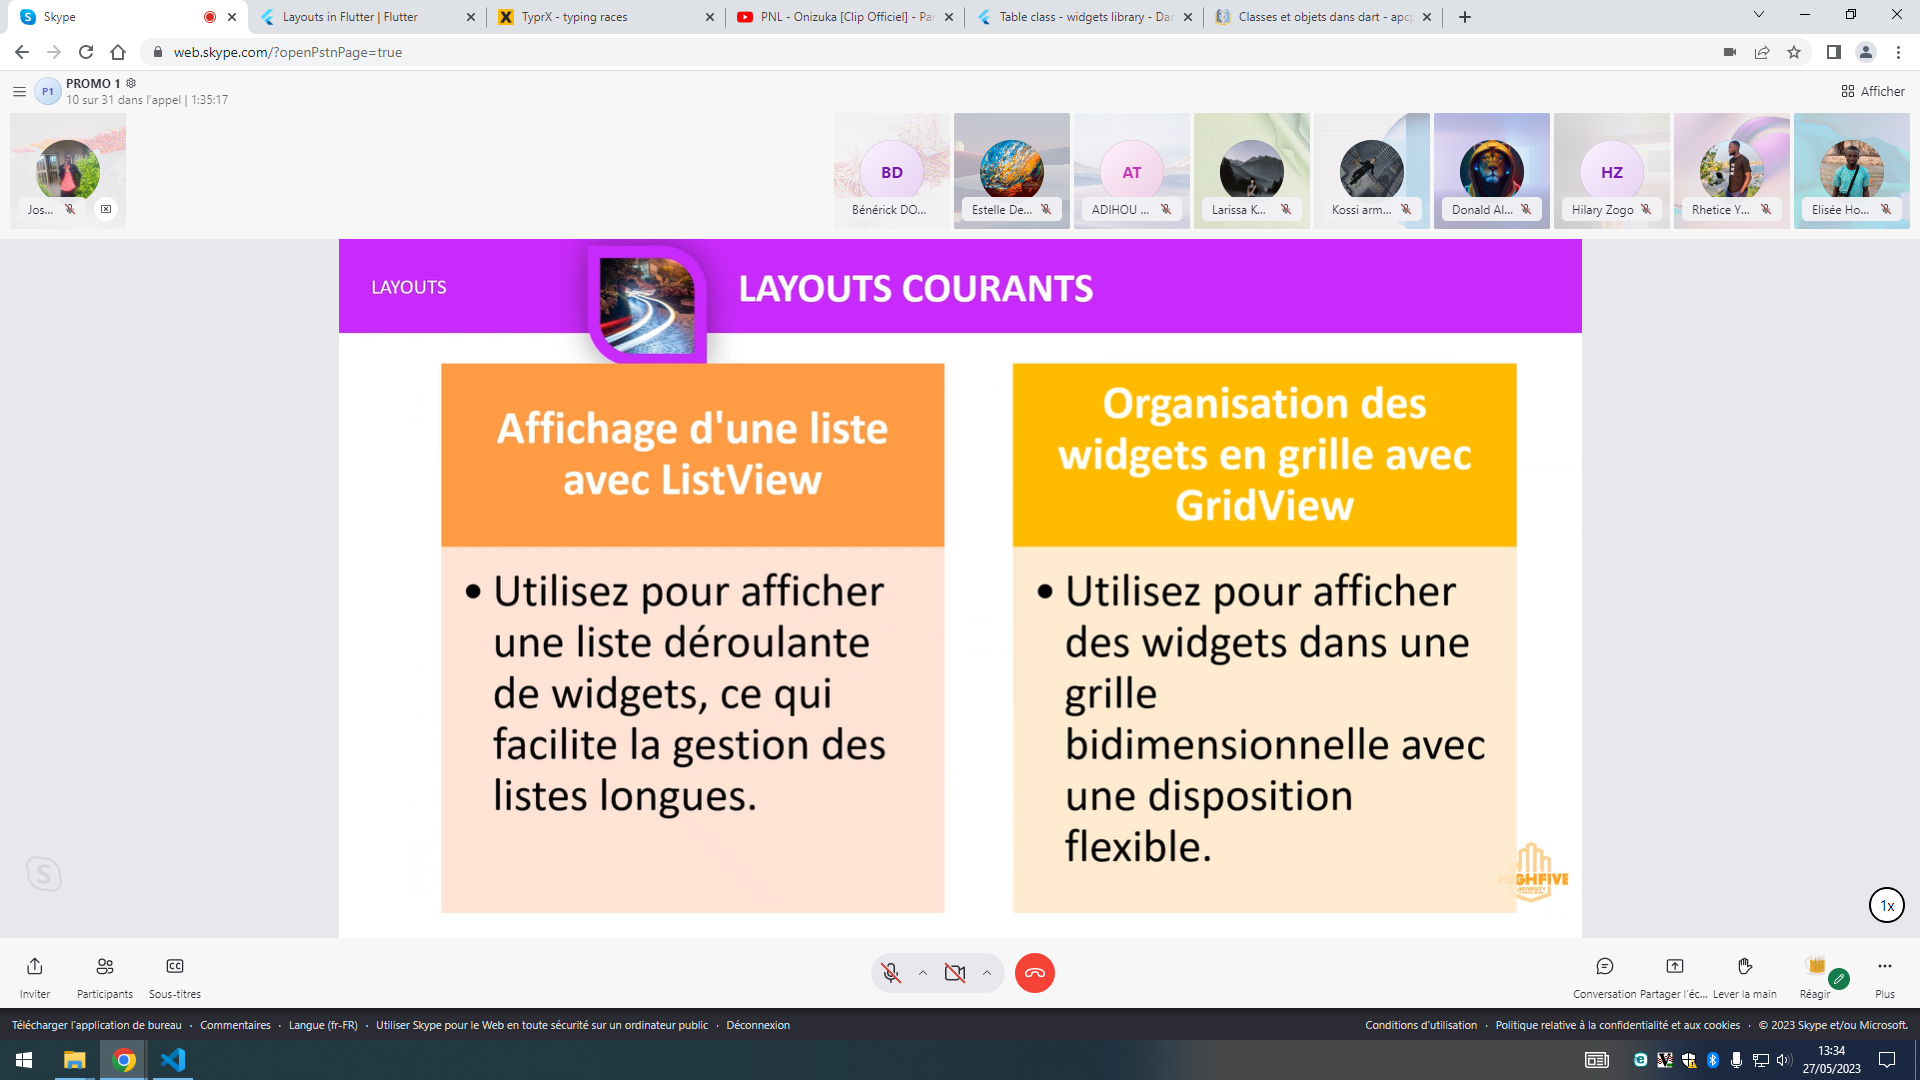 Skype
Layouts in Flutter | Flutter
TyprX - typing races
PNL - Onizuka [Clip Officiel] - Par
Table class - widgets library - Dar
Classes et objets dans dart - apcp
web.skype.com/?openPstnPage=true
P1
PROMO 1
10 sur 31 dans l'appel | 1:35:17
Afficher
BD
AT
HZ
Jos...
Bénérick DO...
Estelle De...
ADIHOU ...
Larissa K...
Kossi arm...
Donald Al...
Hilary Zogo
Rhetice Y...
Elisée Ho...
LAYOUTS
LAYOUTS COURANTS
Affichage d'une liste
avec ListView
• Utilisez pour afficher
une liste déroulante
de widgets, ce qui
facilite la gestion des
listes longues.
Organisation des
widgets en grille avec
GridView
• Utilisez pour afficher
des widgets dans une
grille
bidimensionnelle avec
une disposition
flexible.
HIGHFIVE
UNIVERSITY
1x
Inviter
Participants
Sous-titres
Conversation
Partager l'éc...
Lever la main
Réagir
Plus
Télécharger l'application de bureau · Commentaires · Langue (fr-FR) · Utiliser Skype pour le Web en toute sécurité sur un ordinateur public · Déconnexion
Conditions d'utilisation · Politique relative à la confidentialité et aux cookies · © 2023 Skype et/ou Microsoft.
13:34
27/05/2023